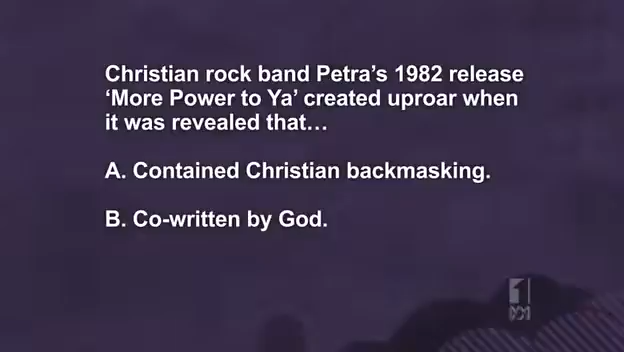 Christian rock band Petra’s 1982 release
‘More Power to Ya’ created uproar when
it was revealed that…
A. Contained Christian backmasking.
B. Co-written by God.
1